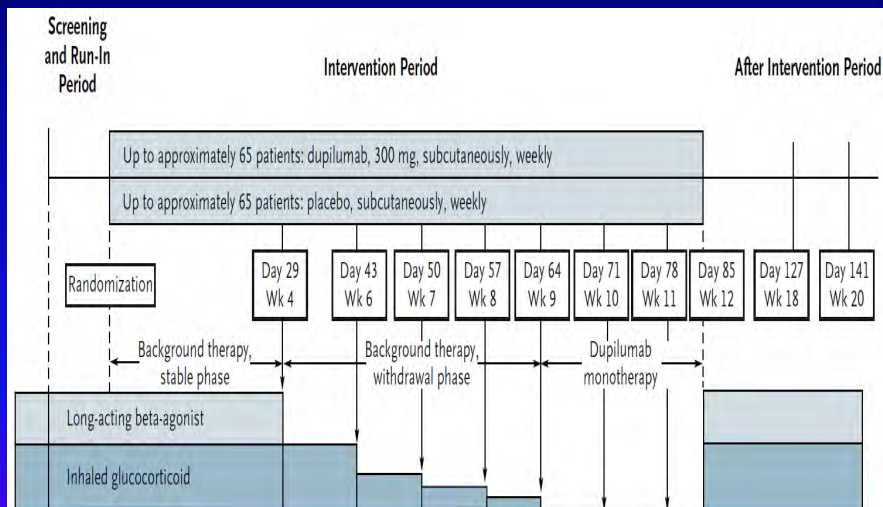 Screening
and Run-In
Period
Intervention Period
After Intervention Period
Up to approximately 65 patients: dupilumab, 300 mg, subcutaneously, weekly
Up to approximately 65 patients: placebo, subcutaneously, weekly
Randomization
Day 29
Wk 4
Day 43
Wk 6
Day 50
Wk 7
Day 57
Wk 8
Day 64
Wk 9
Day 71
Wk 10
Day 78
Wk 11
Day 85
Wk 12
Day 127
Wk 18
Day 141
Wk 20
Background therapy,
stable phase
Background therapy,
withdrawal phase
Dupilumab
monotherapy
Long-acting beta-agonist
Inhaled glucocorticoid